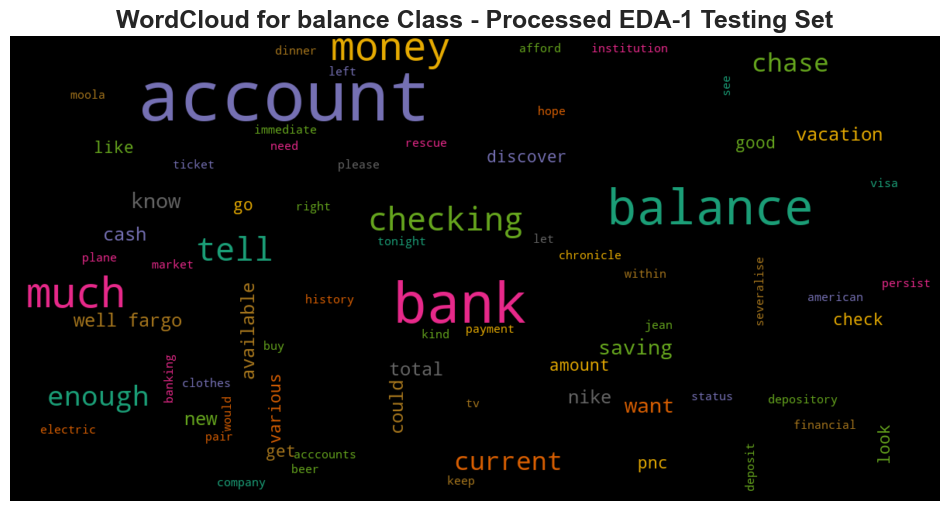 WordCloud for balance Class - Processed EDA-1 Testing Set
dinner
money
afford
institution
left
account
see
chase
moola
hope
immediate
like
need
rescue
good
vacation
ticket
please
discover
know
go
right
checking
balance
visa
cash
tell
tonight
let
plane
market
chronicle
within
severalise
persist
much
available
history
bank
american
well fargo
kind
payment
jean
check
buy
saving
banking
clothes
total
amount
enough
would
various
could
tv
nike
want
status
depository
new
electric
pair
get
acccounts
financial
look
beer
current
pnc
deposit
company
keep